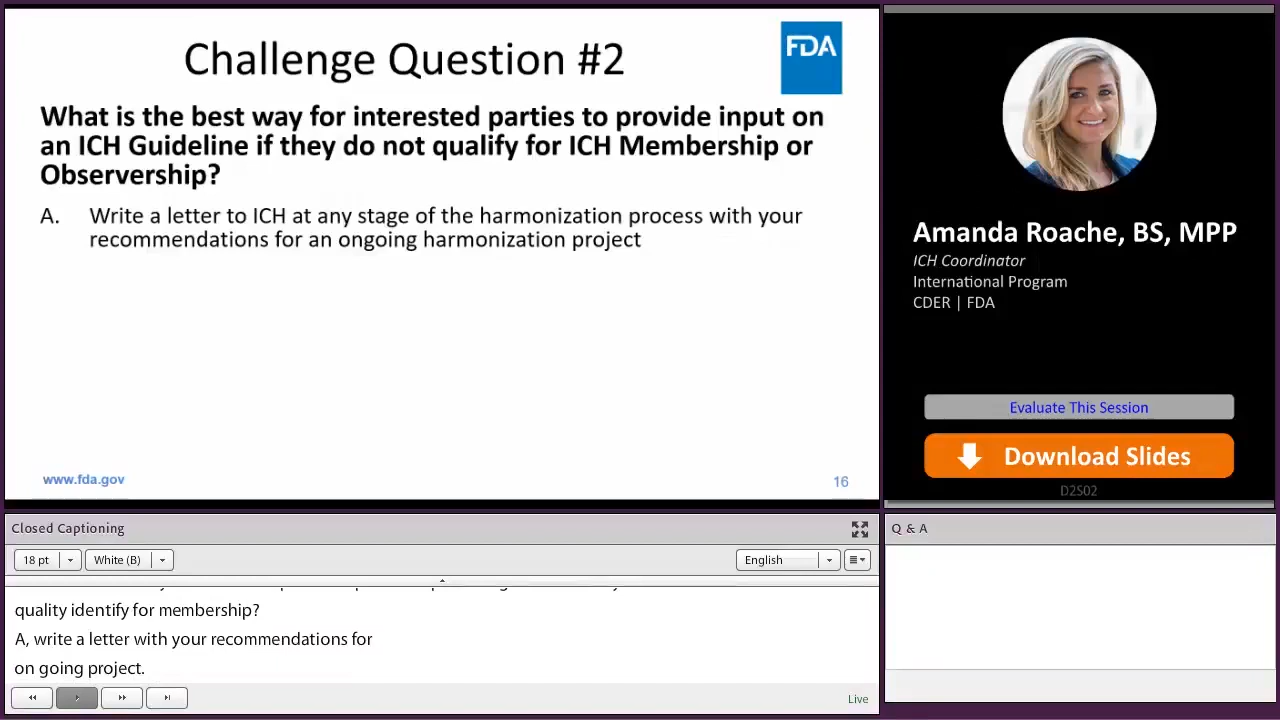 Challenge Question #2
FDA
What is the best way for interested parties to provide input on
an ICH Guideline if they do not qualify for ICH Membership or
Observership?
A. Write a letter to ICH at any stage of the harmonization process with your
recommendations for an ongoing harmonization project
www.fda.gov
16
Amanda Roache, BS, MPP
ICH Coordinator
International Program
CDER | FDA
Evaluate This Session
Download Slides
D2S02
Closed Captioning
18 pt
White (B)
English
quality identify for membership?
A, write a letter with your recommendations for
on going project.
Live
Q & A